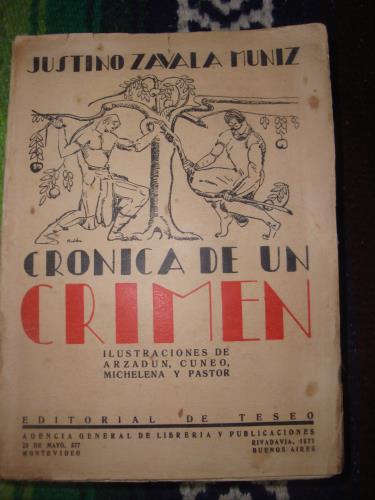 JUSTINO ZAVALA MUNIZ
CRONICA DE UN
CRIMEN
ILUSTRACIONES DE
ARZADUN, CUNEO,
MICHELENA Y PASTOR
EDITORIAL DE TESEO
AGENCIA GENERAL DE LIBRERIA Y PUBLICACIONES
25 DE MAYO, 577 RIVADAVIA, 1571
MONTEVIDEO BUENOS AIRES